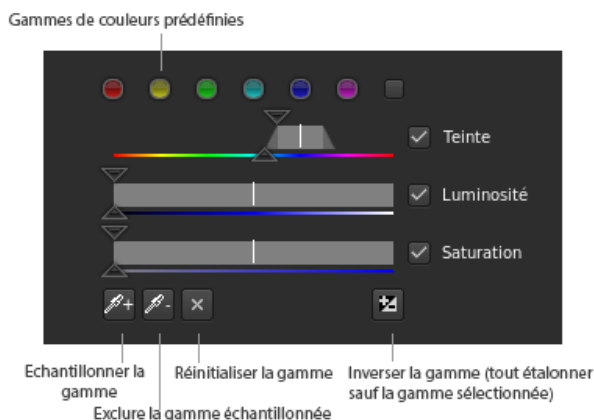 Gammes de couleurs prédéfinies
Teinte
Luminosité
Saturation
Echantillonner la
gamme
Réinitialiser la gamme
Inverser la gamme (tout étalonner
sauf la gamme sélectionnée)
Exclure la gamme échantillonnée